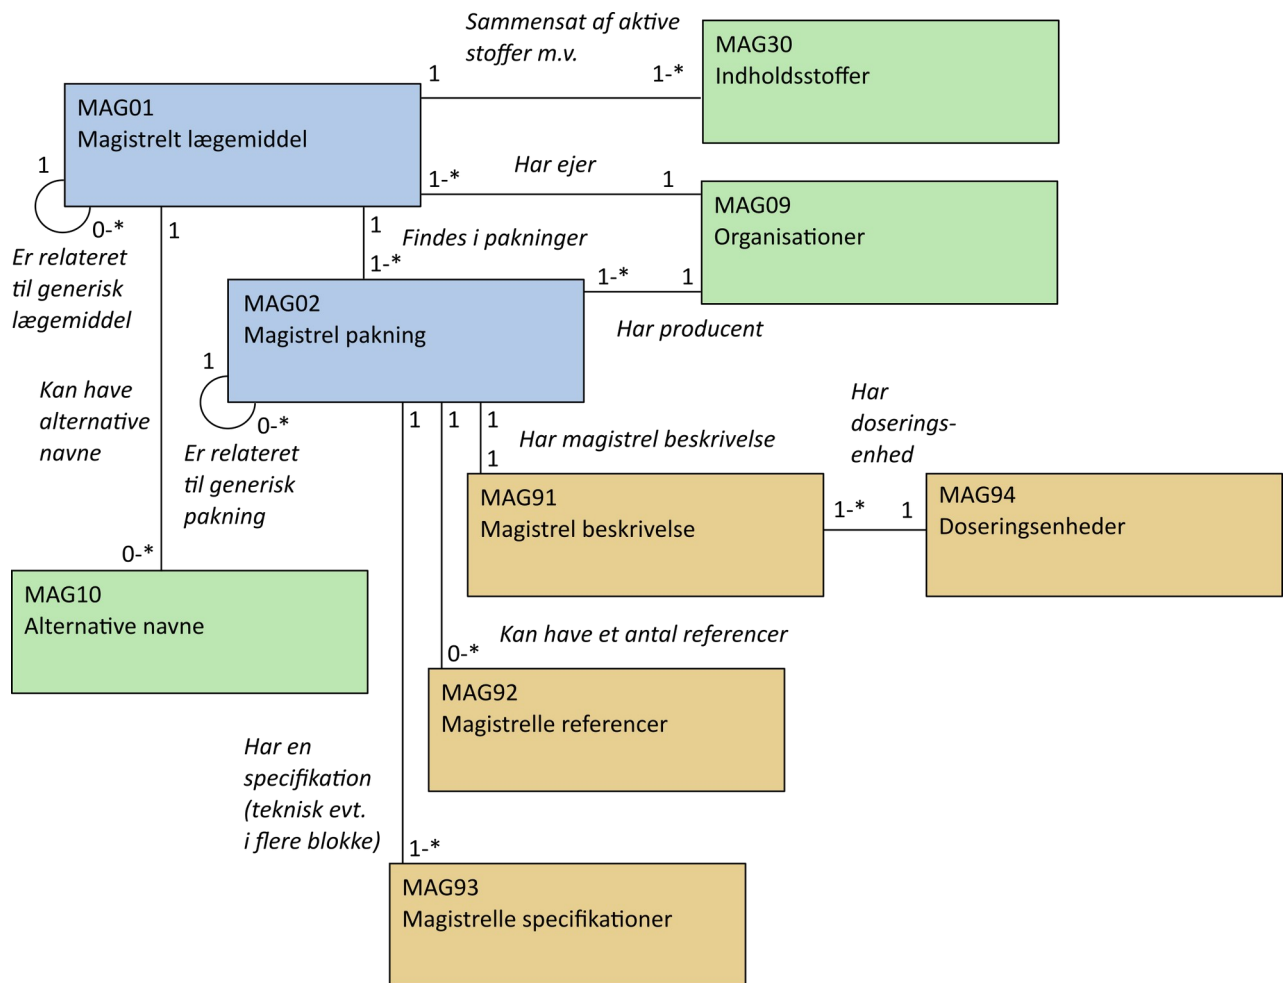 Sammensat af aktive
stoffer m.v.
1
1-*
MAG30
Indholdsstoffer
MAG01
Magistrelt lægemiddel
1
0-*
Er relateret
til generisk
lægemiddel
1-*
Har ejer
1
MAG09
Organisationer
1
1
Findes i pakninger
1-*
1-*
1
Har producent
MAG02
Magistrel pakning
1
0-*
Er relateret
til generisk
pakning
Kan have
alternative
navne
0-*
MAG10
Alternative navne
1
1
1
Har magistrel beskrivelse
1
MAG91
Magistrel beskrivelse
Har
doserings-
enhed
1-*
1
MAG94
Doseringsenheder
Kan have et antal referencer
0-*
MAG92
Magistrelle referencer
Har en
specifikation
(teknisk evt.
i flere blokke)
1-*
MAG93
Magistrelle specifikationer